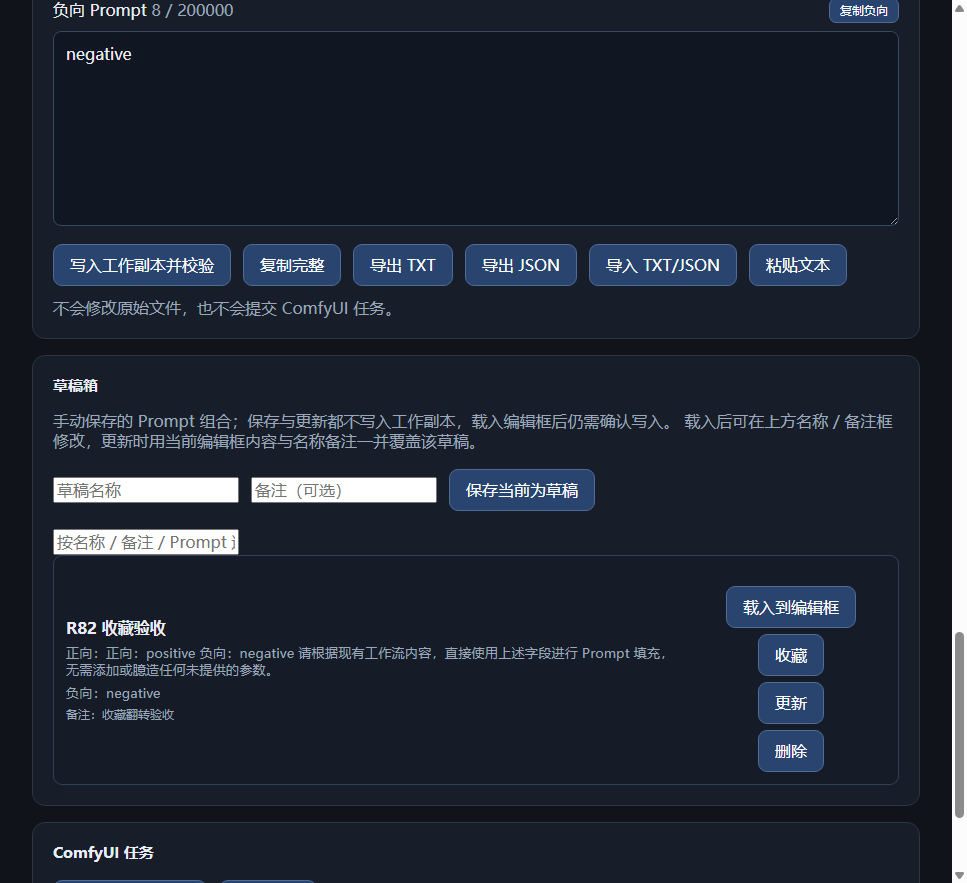 负向 Prompt 8 / 200000
复制负向
negative
写入工作副本并校验
复制完整
导出 TXT
导出 JSON
导入 TXT/JSON
粘贴文本
不会修改原始文件，也不会提交 ComfyUI 任务。
草稿箱
手动保存的 Prompt 组合；保存与更新都不写入工作副本，载入编辑框后仍需确认写入。 载入后可在上方名称 / 备注框
修改，更新时用当前编辑框内容与名称备注一并覆盖该草稿。
草稿名称
备注（可选）
保存当前为草稿
按名称 / 备注 / Prompt
R82 收藏验收
正向：正向：positive 负向：negative 请根据现有工作流内容，直接使用上述字段进行 Prompt 填充，
无需添加或臆造任何未提供的参数。
负向：negative
备注：收藏翻转验收
载入到编辑框
收藏
更新
删除
ComfyUI 任务